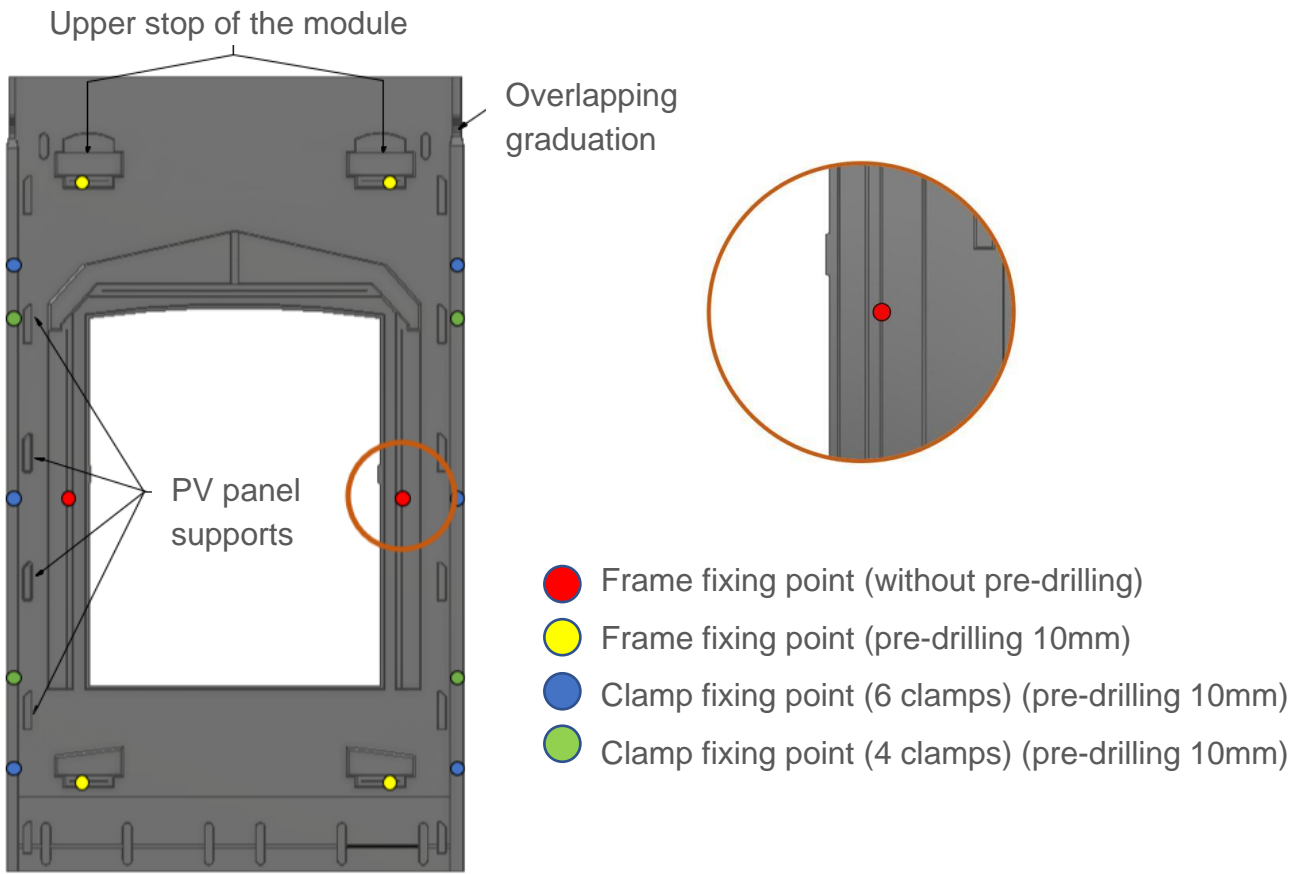 Upper stop of the module
Overlapping
graduation
PV panel
supports
Frame fixing point (without pre-drilling)
Frame fixing point (pre-drilling 10mm)
Clamp fixing point (6 clamps) (pre-drilling 10mm)
Clamp fixing point (4 clamps) (pre-drilling 10mm)